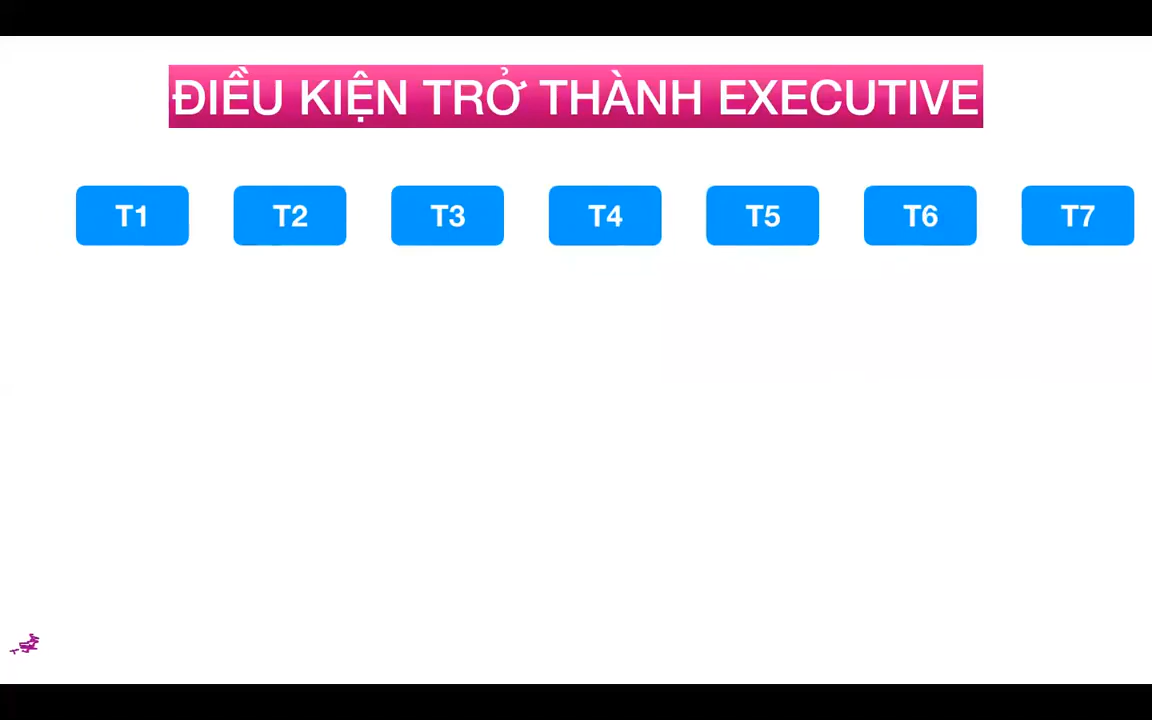 ĐIỀU KIỆN TRỞ THÀNH EXECUTIVE
T1 T2 T3 T4 T5 T6 T7